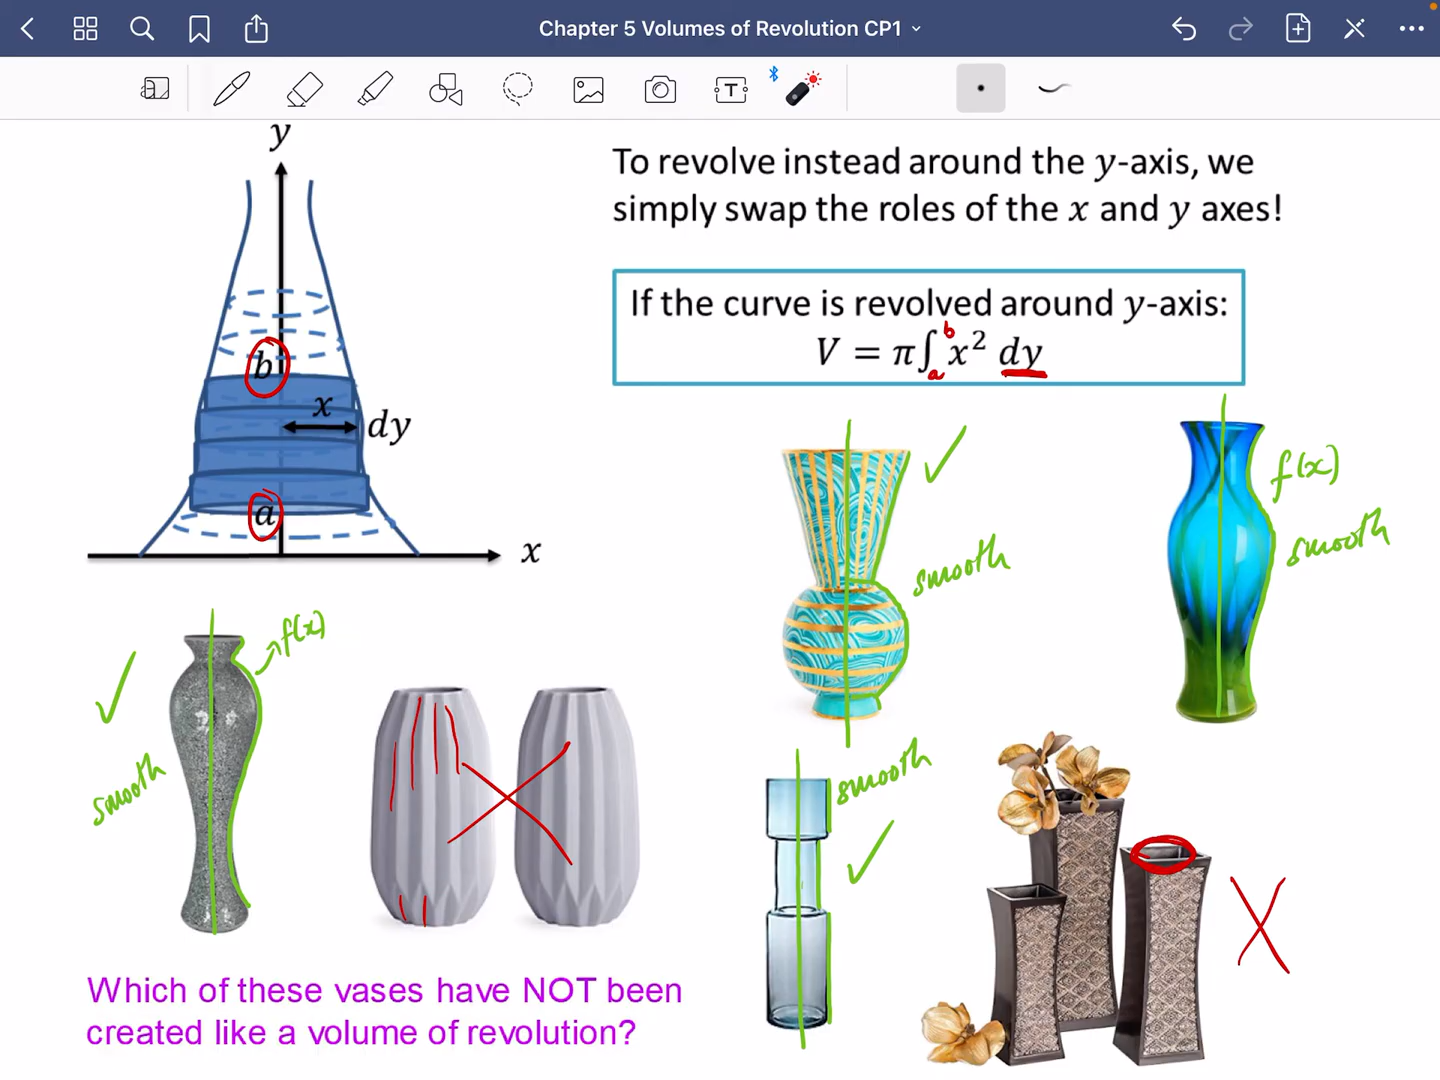 Chapter 5 Volumes of Revolution CP1
T
y
To revolve instead around the y-axis, we
simply swap the roles of the x and y axes!
If the curve is revolved around y-axis:
V = π∫ₐᵇ x² dy
b
x
dy
a
x
f(x)
smooth
smooth
f(x)
smooth
smooth
Which of these vases have NOT been
created like a volume of revolution?